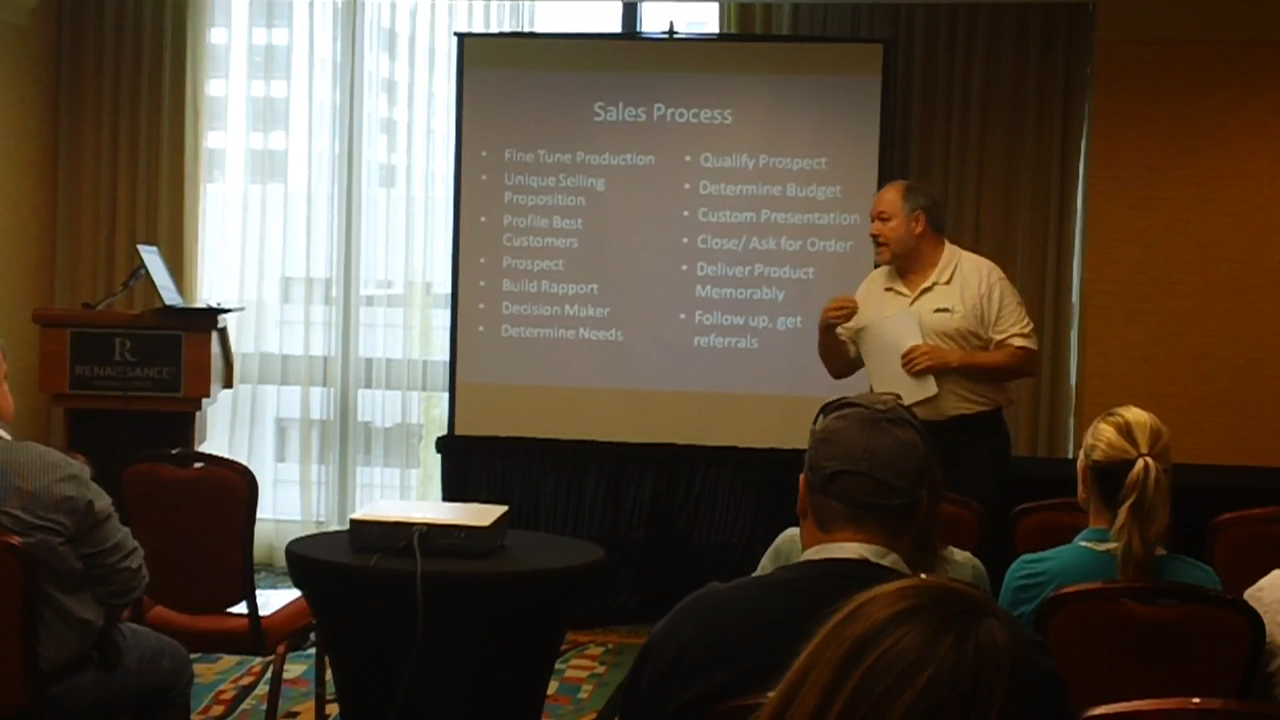 Sales Process
• Fine Tune Production
• Unique Selling
Proposition
• Profile Best
Customers
• Prospect
• Build Rapport
• Decision Maker
• Determine Needs
• Qualify Prospect
• Determine Budget
• Custom Presentation
• Close/ Ask for Order
• Deliver Product
Memorably
• Follow up, get
referrals
R
RENAISSANCE